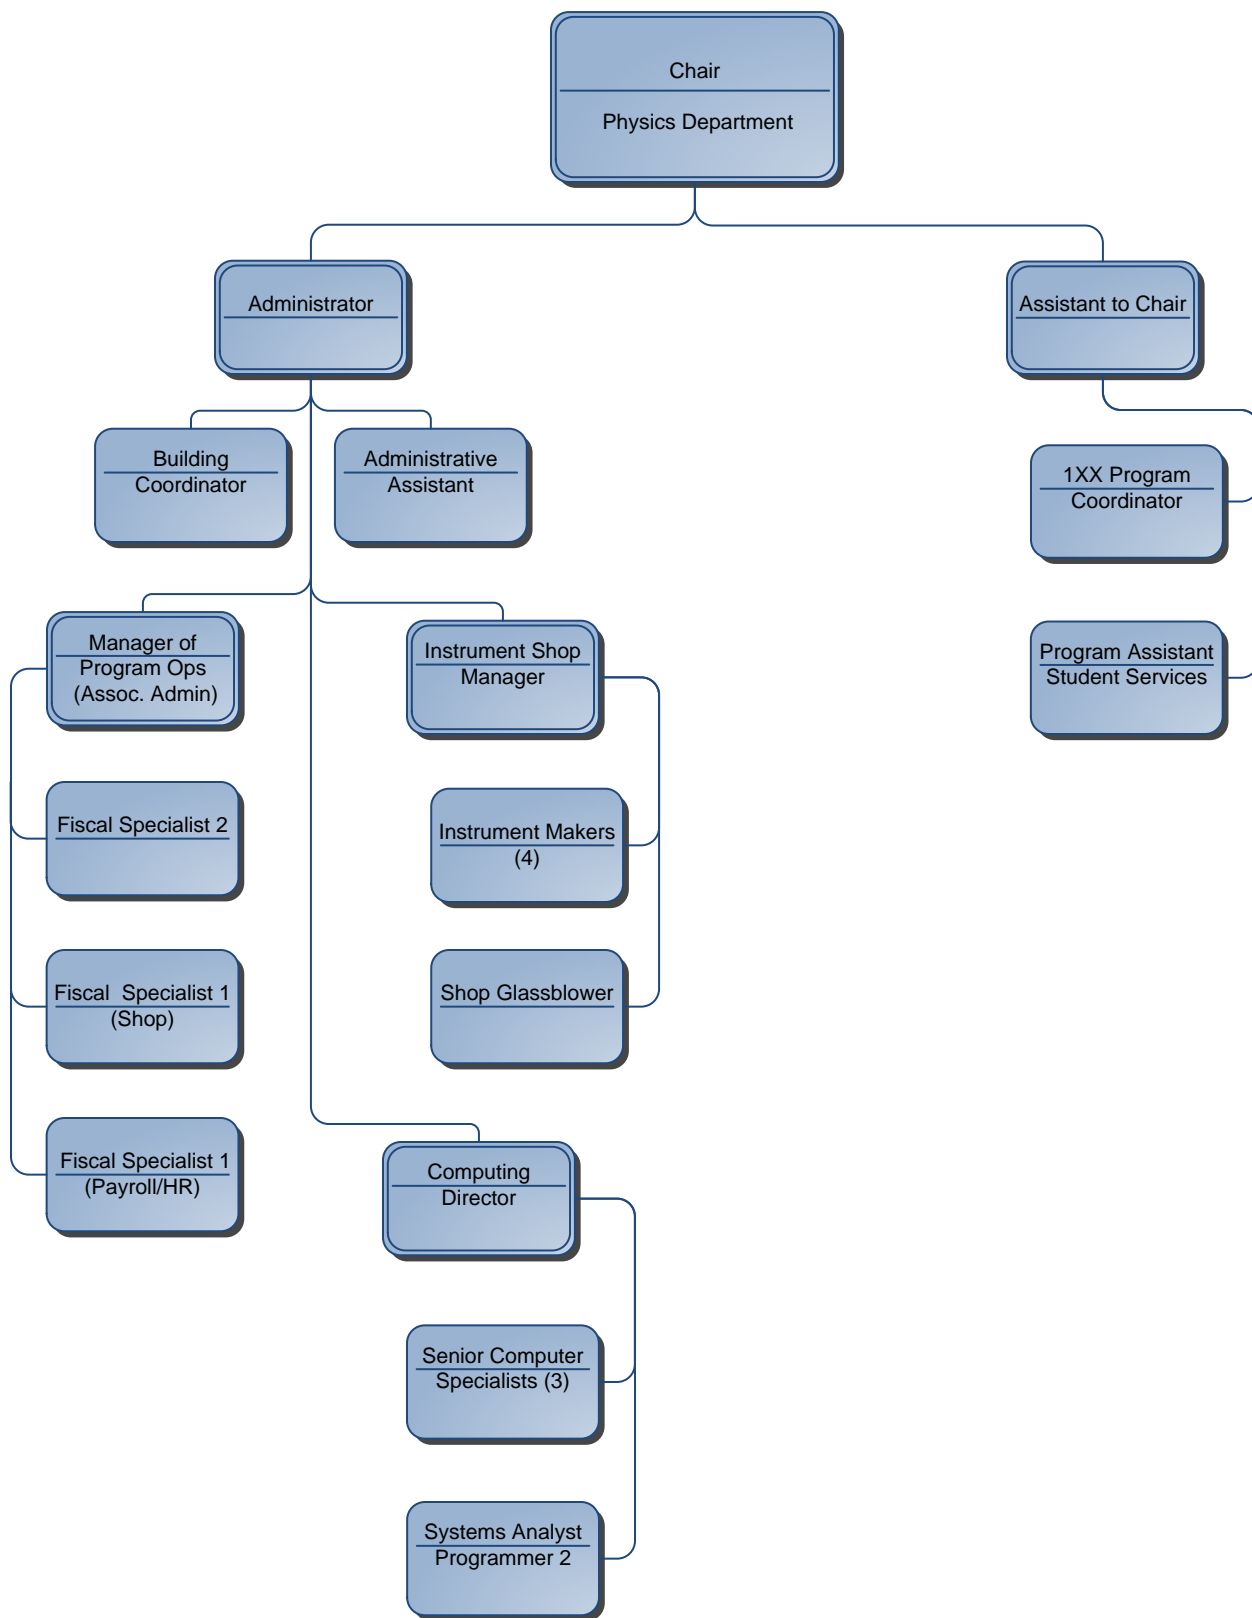 Chair
Physics Department
Administrator
Assistant to Chair
Building
Coordinator
Administrative
Assistant
1XX Program
Coordinator
Manager of
Program Ops
(Assoc. Admin)
Instrument Shop
Manager
Program Assistant
Student Services
Fiscal Specialist 2
Instrument Makers
(4)
Fiscal  Specialist 1
(Shop)
Shop Glassblower
Fiscal Specialist 1
(Payroll/HR)
Computing
Director
Senior Computer
Specialists (3)
Systems Analyst
Programmer 2